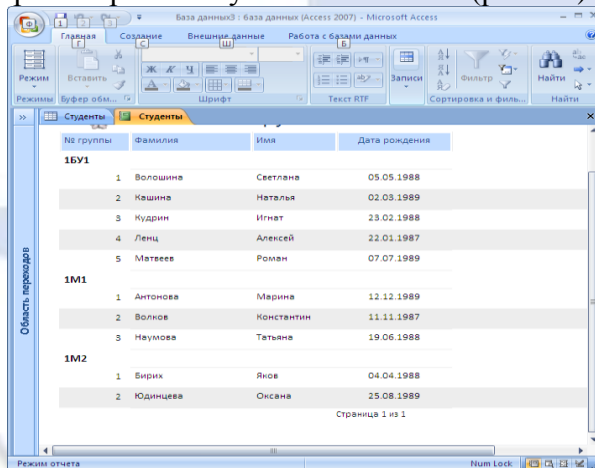 База данных3 : база данных (Access 2007) - Microsoft Access
1 2 3
Главная Создание Внешние данные Работа с базами данных
Г С Ш Б
Режим Вставить Ж К Ч Записи Фильтр Найти
Режимы Буфер обм... Шрифт Текст RTF Сортировка и филь... Найти
Студенты Студенты
№ группы Фамилия Имя Дата рождения
1БУ1
1 Волошина Светлана 05.05.1988
2 Кашина Наталья 02.03.1989
3 Кудрин Игнат 23.02.1988
4 Ленц Алексей 22.01.1987
5 Матвеев Роман 07.07.1989
1М1
1 Антонова Марина 12.12.1989
2 Волков Константин 11.11.1987
3 Наумова Татьяна 19.06.1988
1М2
1 Бирих Яков 04.04.1988
2 Юдинцева Оксана 25.08.1989
Страница 1 из 1
Область переходов
Режим отчета Num Lock